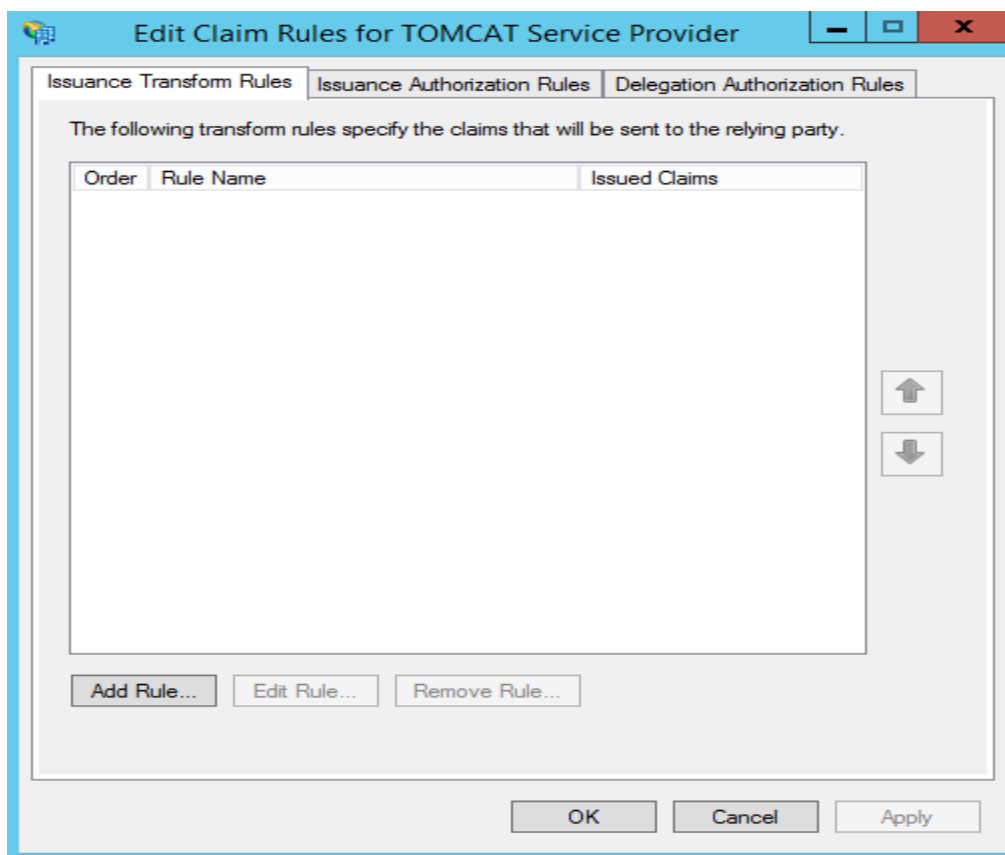 Edit Claim Rules for TOMCAT Service Provider
Issuance Transform Rules Issuance Authorization Rules Delegation Authorization Rules
The following transform rules specify the claims that will be sent to the relying party.
Order Rule Name Issued Claims
Add Rule... Edit Rule... Remove Rule...
OK Cancel Apply